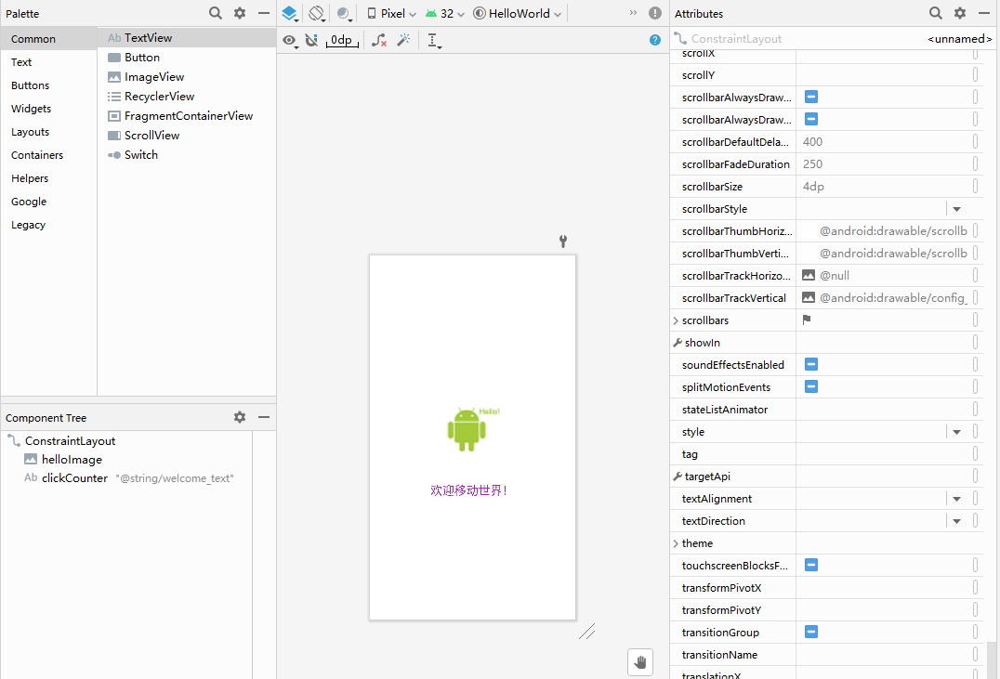 Palette
Common
Text
Buttons
Widgets
Layouts
Containers
Helpers
Google
Legacy
Ab TextView
Button
ImageView
RecyclerView
FragmentContainerView
ScrollView
Switch
Component Tree
ConstraintLayout
helloImage
Ab clickCounter "@string/welcome_text"
Pixel 32 HelloWorld
0dp
Hello!
欢迎移动世界!
Attributes
ConstraintLayout <unnamed>
scrollX
scrollY
scrollbarAlwaysDraw...
scrollbarAlwaysDraw...
scrollbarDefaultDela... 400
scrollbarFadeDuration 250
scrollbarSize 4dp
scrollbarStyle
scrollbarThumbHoriz... @android:drawable/scrollb
scrollbarThumbVerti... @android:drawable/scrollb
scrollbarTrackHorizo... @null
scrollbarTrackVertical @android:drawable/config_
scrollbars
showIn
soundEffectsEnabled
splitMotionEvents
stateListAnimator
style
tag
targetApi
textAlignment
textDirection
theme
touchscreenBlocksF...
transformPivotX
transformPivotY
transitionGroup
transitionName
translationX